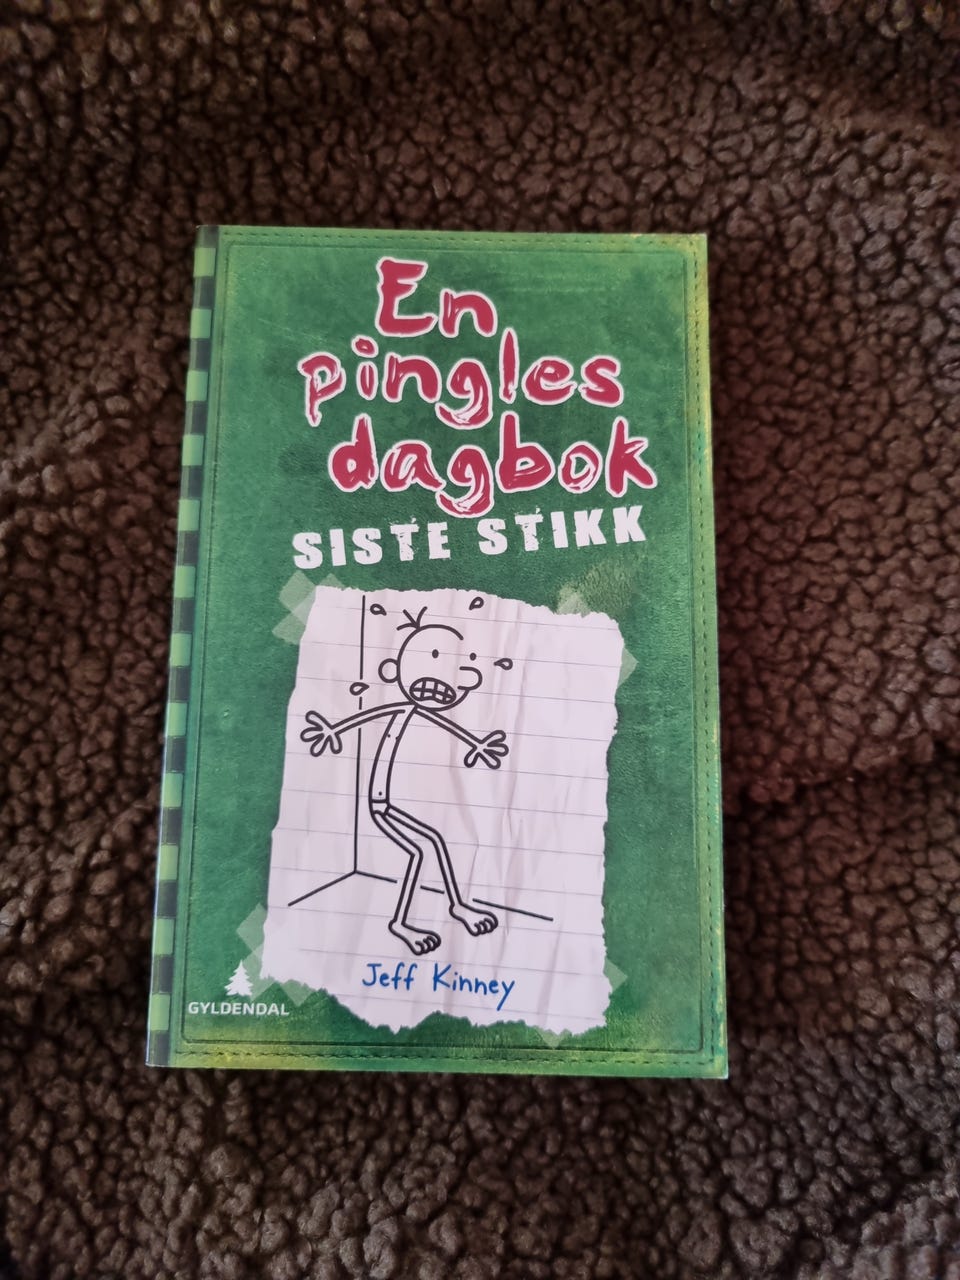 En
pingles
dagbok
SISTE STIKK
Jeff Kinney
GYLDENDAL